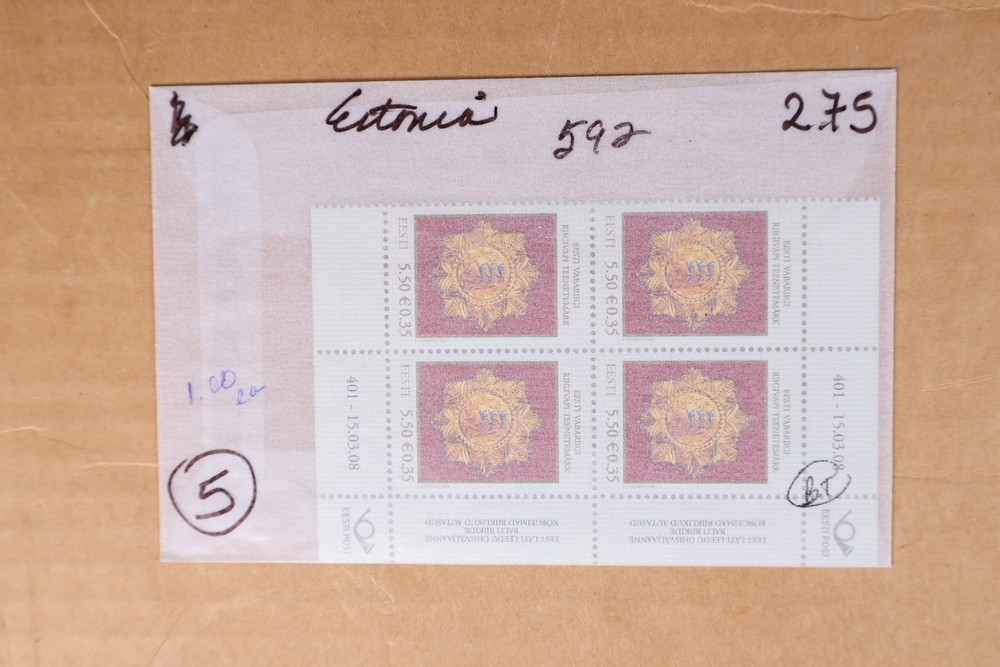 Estonia
592
2.75
EESTI 5.50 €0.35
EESTI VABARIIGI
RIIGIVAPI TEENETEMÄRK
EESTI 5.50 €0.35
EESTI VABARIIGI
RIIGIVAPI TEENETEMÄRK
1.00 ea
401 - 15.03.08
EESTI 5.50 €0.35
EESTI VABARIIGI
RIIGIVAPI TEENETEMÄRK
EESTI 5.50 €0.35
EESTI VABARIIGI
RIIGIVAPI TEENETEMÄRK
401 - 15.03.08
5
EESTI POST
EESTI-LÄTI-LEEDU ÜHISVÄLJAANNE
BALTI RIIKIDE
KÕRGEIMAD RIIKLIKUD AUTASUD
EESTI-LÄTI-LEEDU ÜHISVÄLJAANNE
BALTI RIIKIDE
KÕRGEIMAD RIIKLIKUD AUTASUD
EESTI POST